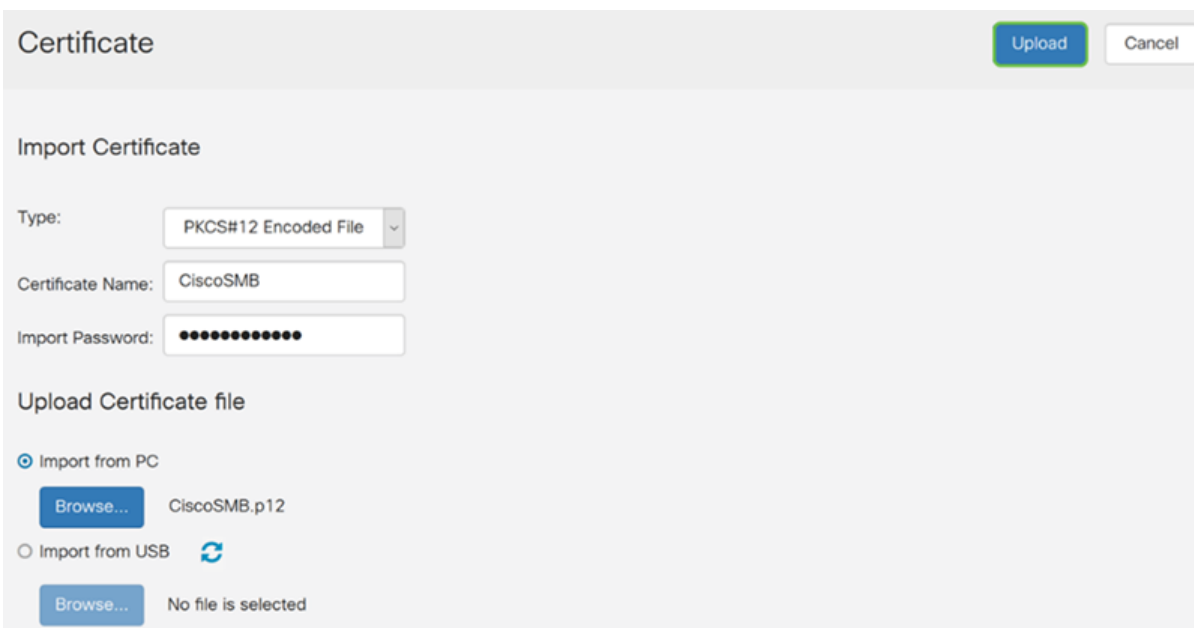 Certificate
Upload
Cancel
Import Certificate
Type:
PKCS#12 Encoded File
Certificate Name:
CiscoSMB
Import Password:
●●●●●●●●●●●●
Upload Certificate file
Import from PC
Browse...
CiscoSMB.p12
Import from USB
Browse...
No file is selected